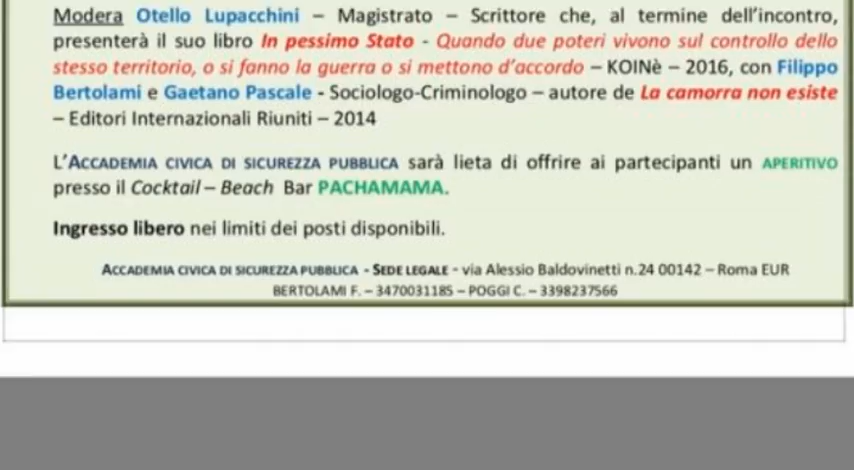 Modera Otello Lupacchini – Magistrato – Scrittore che, al termine dell'incontro,
presenterà il suo libro In pessimo Stato - Quando due poteri vivono sul controllo dello
stesso territorio, o si fanno la guerra o si mettono d'accordo – KOINè – 2016, con Filippo
Bertolami e Gaetano Pascale - Sociologo-Criminologo – autore de La camorra non esiste
– Editori Internazionali Riuniti – 2014
L'ACCADEMIA CIVICA DI SICUREZZA PUBBLICA sarà lieta di offrire ai partecipanti un APERITIVO
presso il Cocktail – Beach Bar PACHAMAMA.
Ingresso libero nei limiti dei posti disponibili.
ACCADEMIA CIVICA DI SICUREZZA PUBBLICA - SEDE LEGALE - via Alessio Baldovinetti n.24 00142 – Roma EUR
BERTOLAMI F. – 3470031185 – POGGI C. – 3398237566